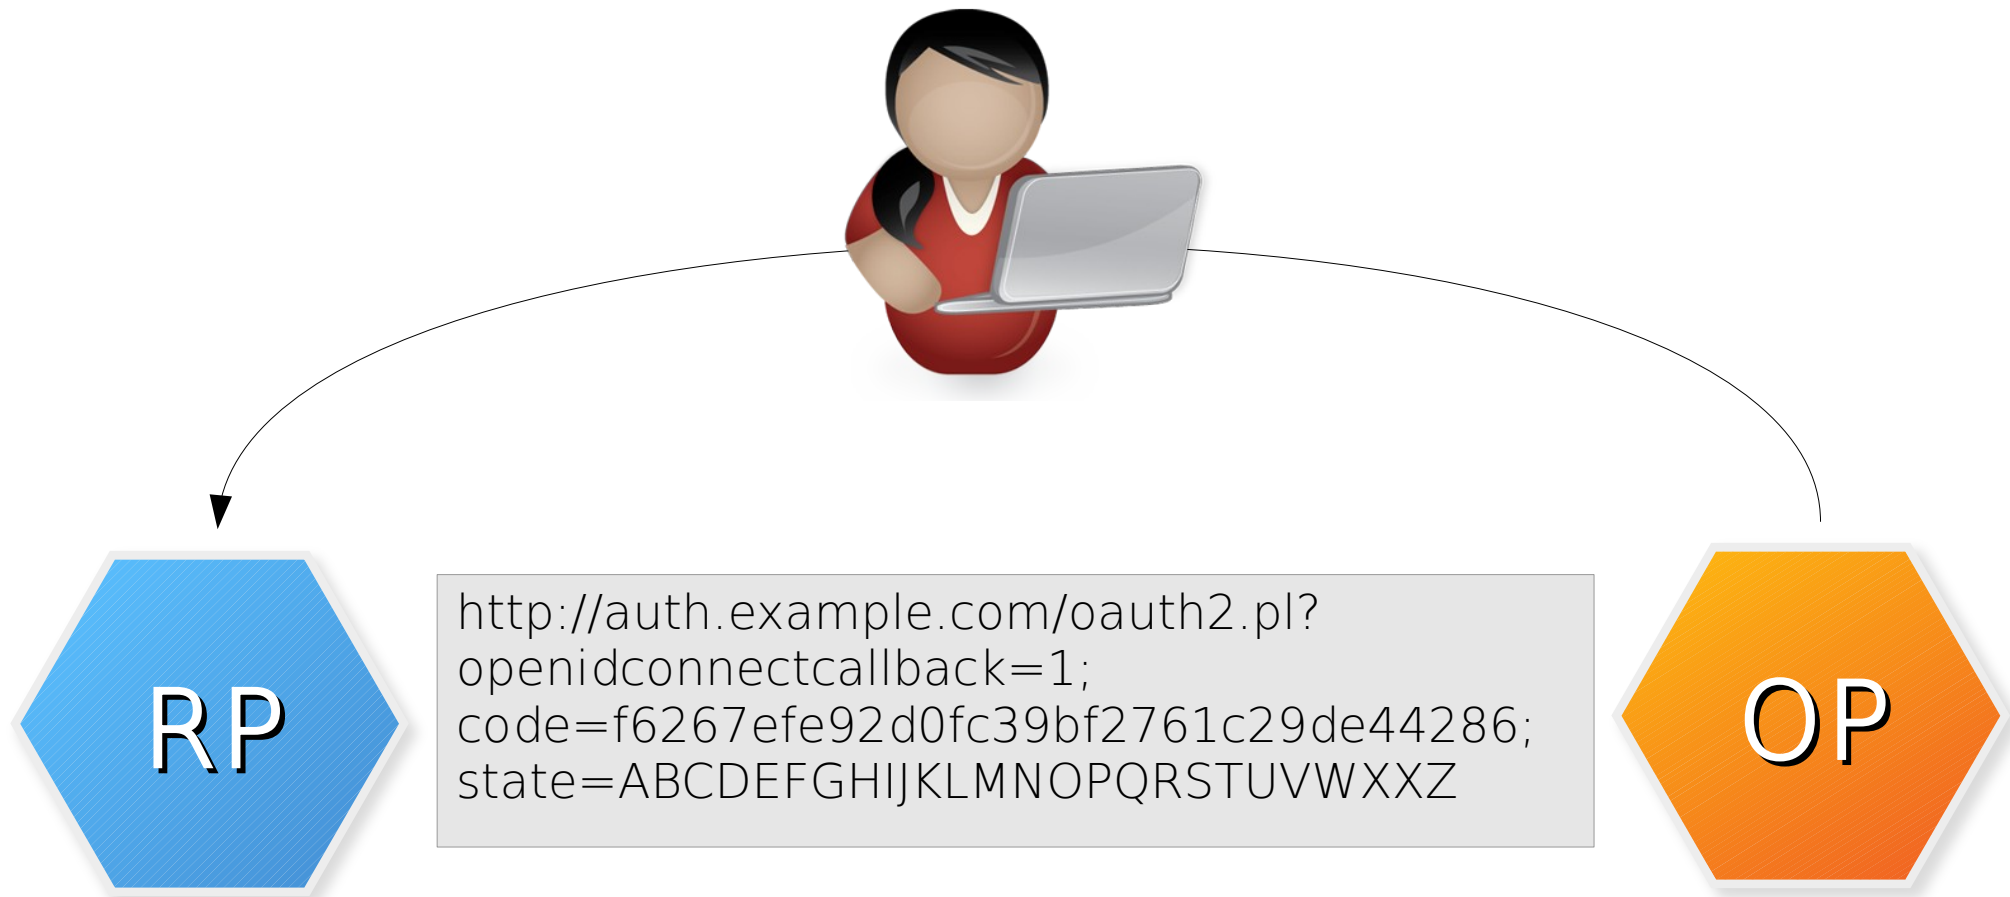 RP
http://auth.example.com/oauth2.pl?
openidconnectcallback=1;
code=f6267efe92d0fc39bf2761c29de44286;
state=ABCDEFGHIJKLMNOPQRSTUVWXXZ
OP